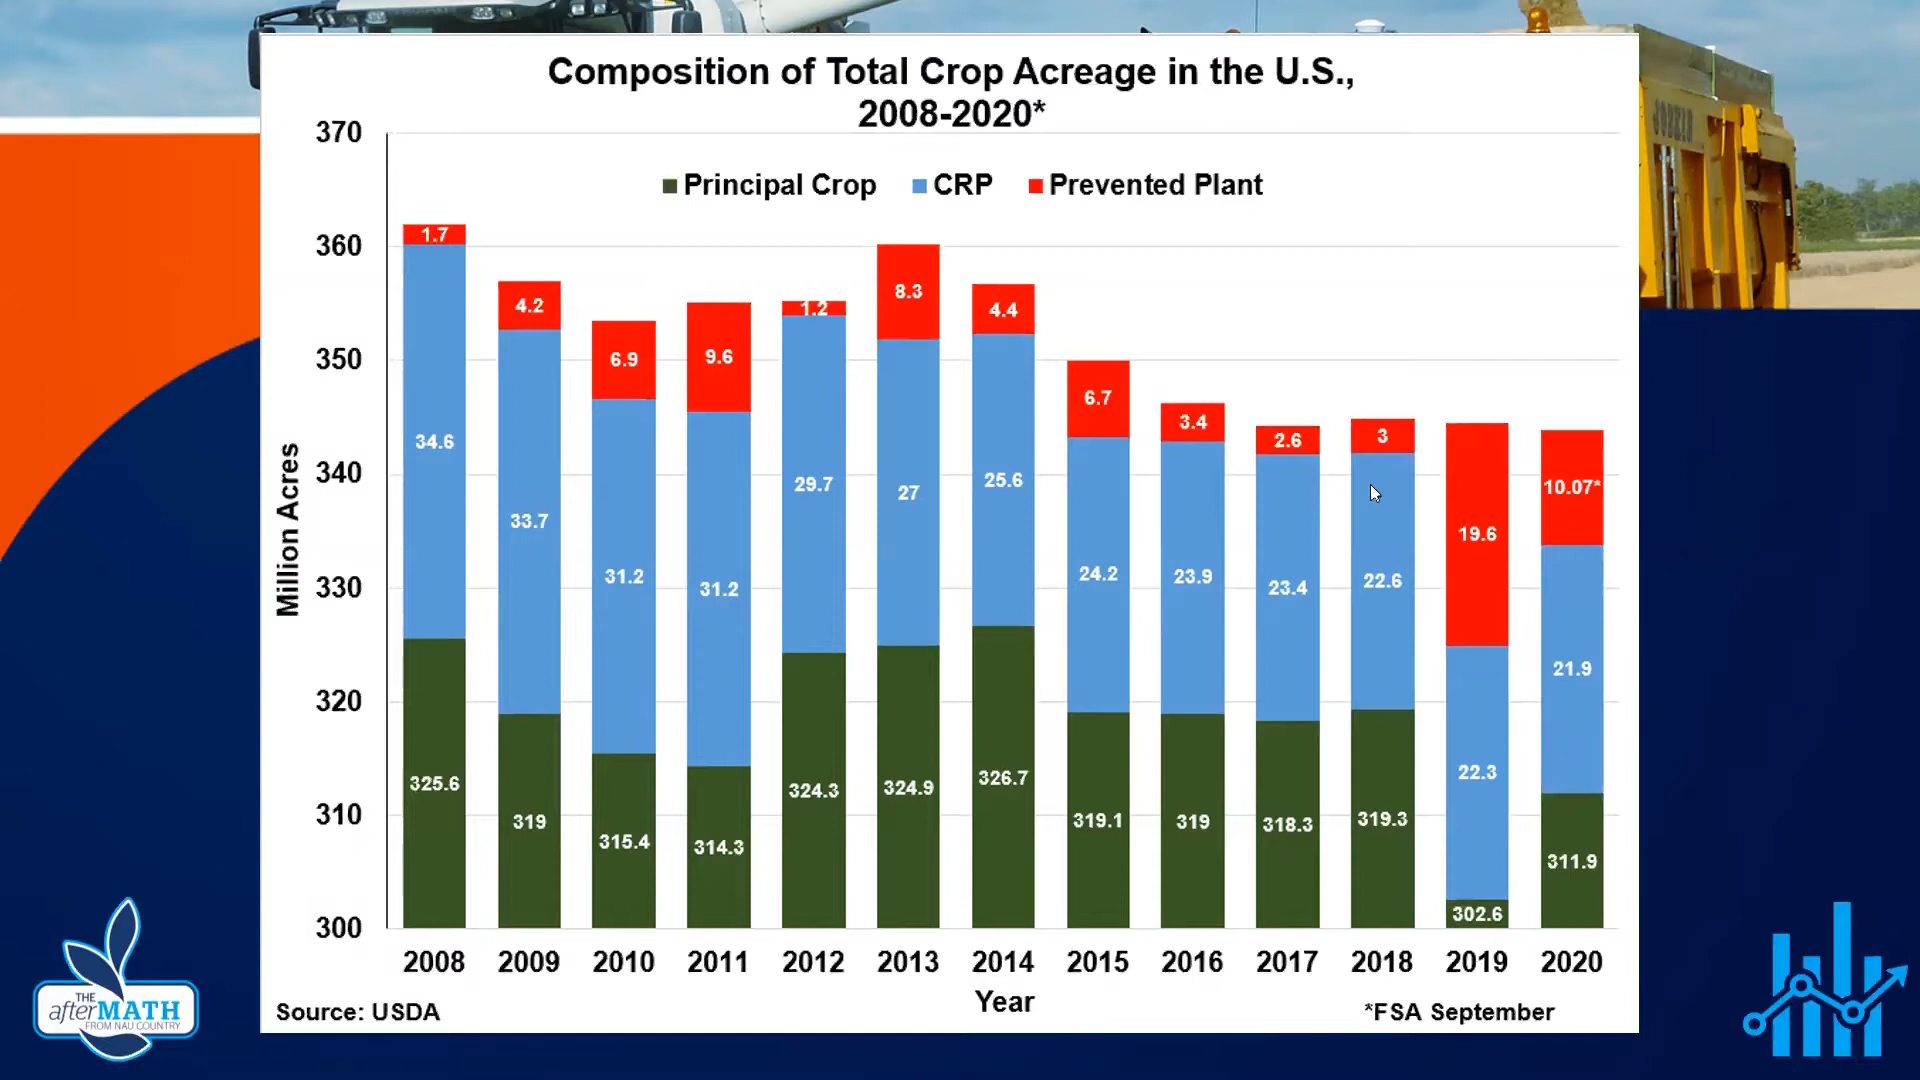 Composition of Total Crop Acreage in the U.S.,
2008-2020*
Principal Crop CRP Prevented Plant
370
360
350
340
330
320
310
300
Million Acres
1.7 4.2 6.9 9.6 1.2 8.3 4.4 6.7 3.4 2.6 3 19.6 10.07*
34.6 33.7 31.2 31.2 29.7 27 25.6 24.2 23.9 23.4 22.6 22.3 21.9
325.6 319 315.4 314.3 324.3 324.9 326.7 319.1 319 318.3 319.3 302.6 311.9
2008 2009 2010 2011 2012 2013 2014 2015 2016 2017 2018 2019 2020
Year
Source: USDA
*FSA September
THE
afterMATH
FROM NAU COUNTRY